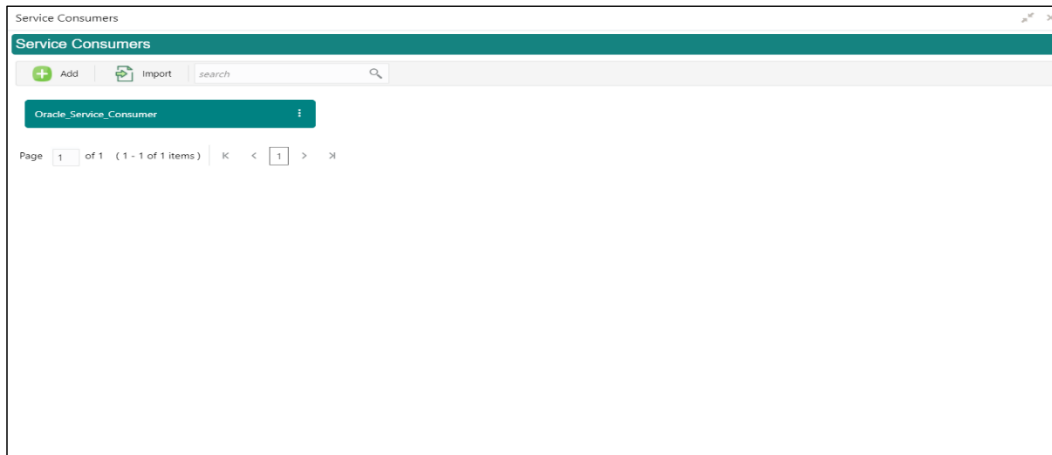 Service Consumers
Service Consumers
Add Import search
Oracle_Service_Consumer
Page 1 of 1 ( 1 - 1 of 1 items ) 1